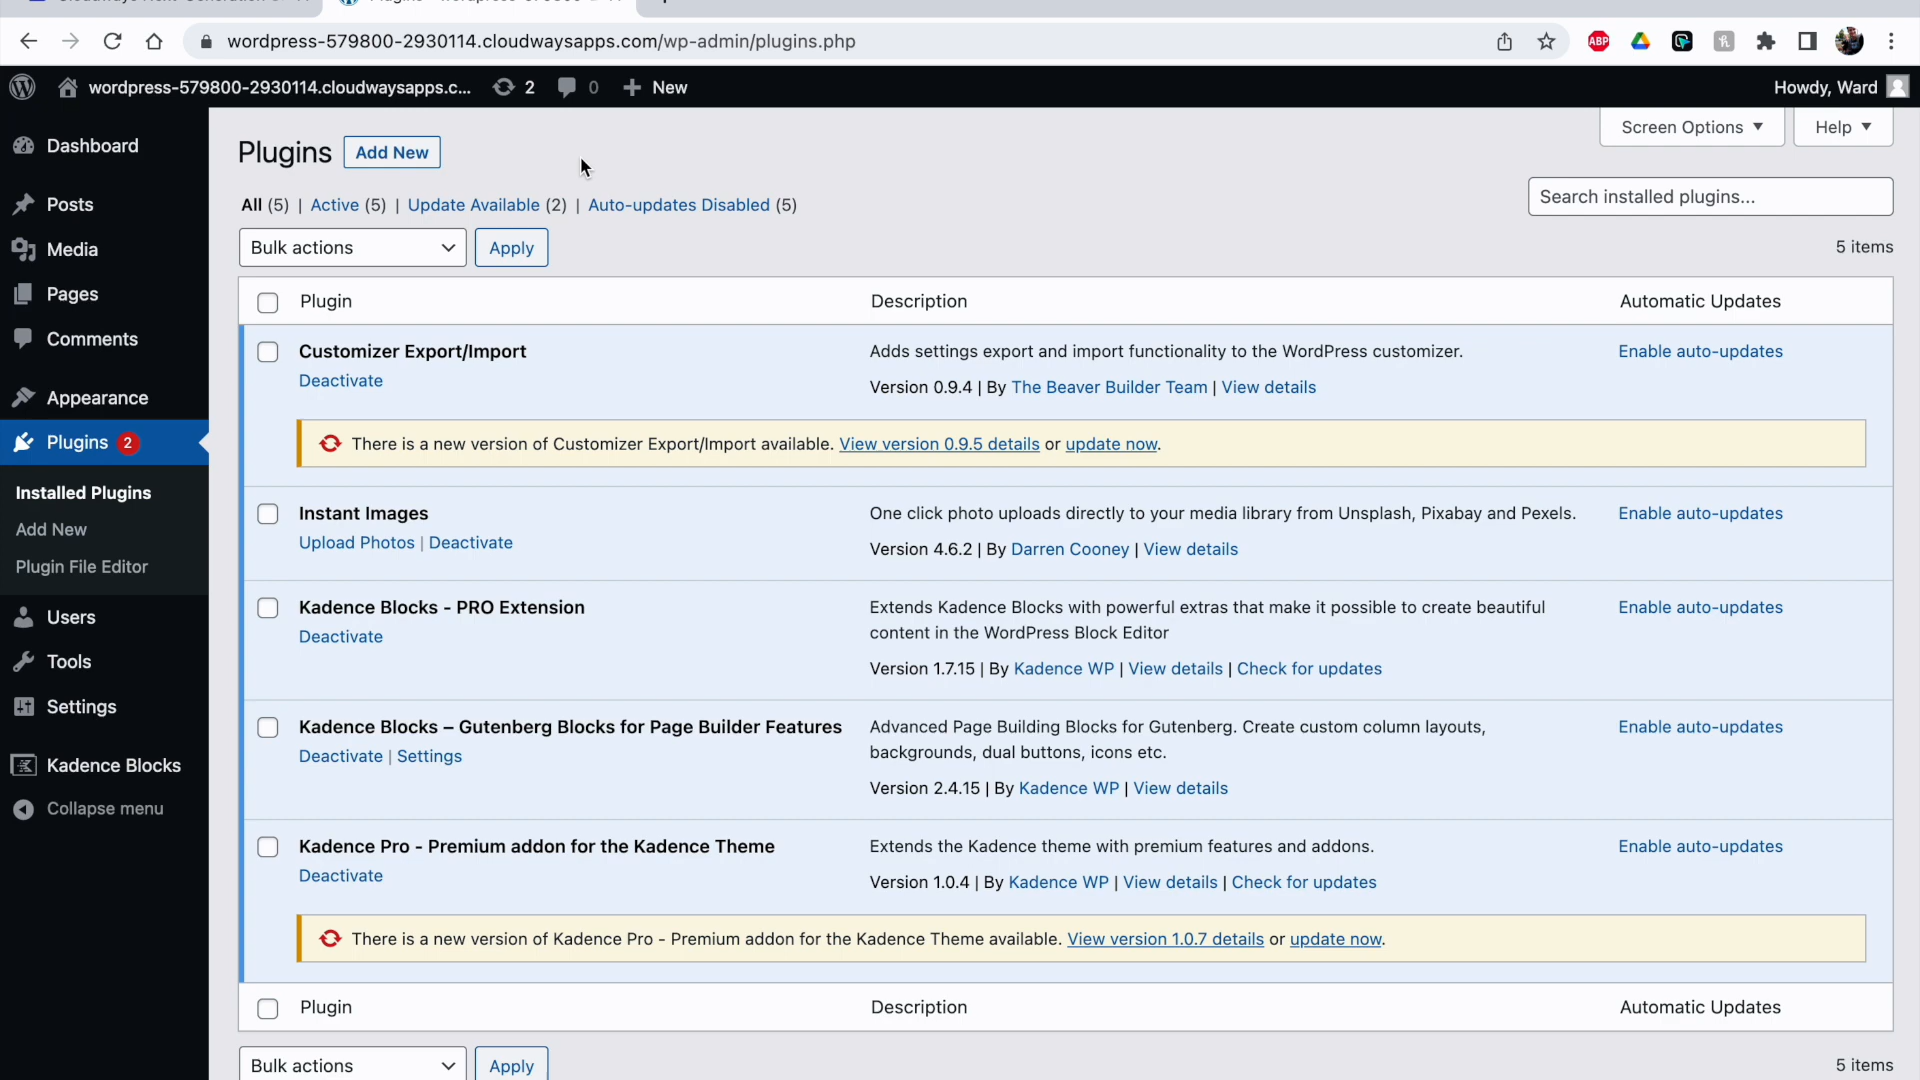 wordpress-579800-2930114.cloudwaysapps.com/wp-admin/plugins.php
ABP
wordpress-579800-2930114.cloudwaysapps.c... 2 0 New
Howdy, Ward
Dashboard
Posts
Media
Pages
Comments
Appearance
Plugins 2
Installed Plugins
Add New
Plugin File Editor
Users
Tools
Settings
Kadence Blocks
Collapse menu
Screen Options
Help
Plugins Add New
All (5) | Active (5) | Update Available (2) | Auto-updates Disabled (5)
Search installed plugins...
Bulk actions Apply
5 items
Plugin Description Automatic Updates
Customizer Export/Import
Deactivate
Adds settings export and import functionality to the WordPress customizer.
Version 0.9.4 | By The Beaver Builder Team | View details
Enable auto-updates
There is a new version of Customizer Export/Import available. View version 0.9.5 details or update now.
Instant Images
Upload Photos | Deactivate
One click photo uploads directly to your media library from Unsplash, Pixabay and Pexels.
Version 4.6.2 | By Darren Cooney | View details
Enable auto-updates
Kadence Blocks - PRO Extension
Deactivate
Extends Kadence Blocks with powerful extras that make it possible to create beautiful
content in the WordPress Block Editor
Version 1.7.15 | By Kadence WP | View details | Check for updates
Enable auto-updates
Kadence Blocks – Gutenberg Blocks for Page Builder Features
Deactivate | Settings
Advanced Page Building Blocks for Gutenberg. Create custom column layouts,
backgrounds, dual buttons, icons etc.
Version 2.4.15 | By Kadence WP | View details
Enable auto-updates
Kadence Pro - Premium addon for the Kadence Theme
Deactivate
Extends the Kadence theme with premium features and addons.
Version 1.0.4 | By Kadence WP | View details | Check for updates
Enable auto-updates
There is a new version of Kadence Pro - Premium addon for the Kadence Theme available. View version 1.0.7 details or update now.
Plugin Description Automatic Updates
Bulk actions Apply
5 items